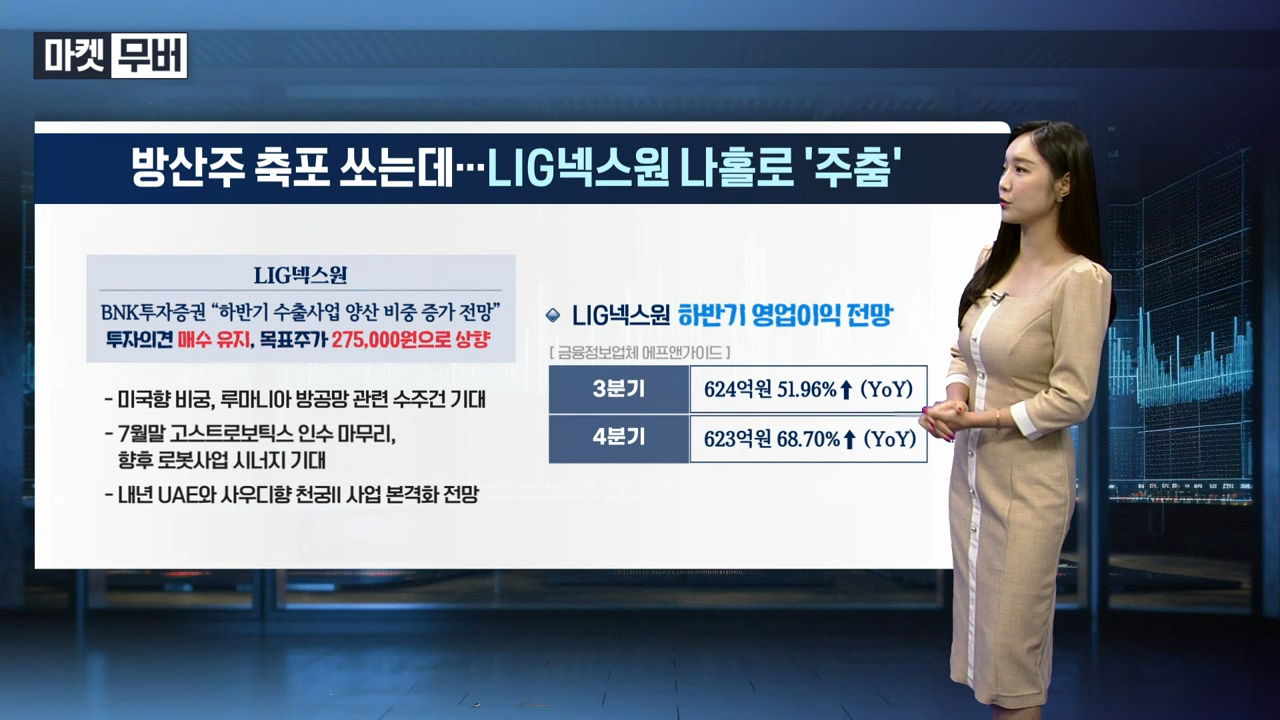 마켓무버
방산주 축포 쏘는데…LIG넥스원 나홀로 '주춤'
LIG넥스원
BNK투자증권 “하반기 수출사업 양산 비중 증가 전망”
투자의견 매수 유지, 목표주가 275,000원으로 상향
- 미국향 비궁, 루마니아 방공망 관련 수주건 기대
- 7월말 고스트로보틱스 인수 마무리,
향후 로봇사업 시너지 기대
- 내년 UAE와 사우디향 천궁II 사업 본격화 전망
LIG넥스원 하반기 영업이익 전망
[ 금융정보업체 에프앤가이드 ]
3분기 624억원 51.96%⬆ (YoY)
4분기 623억원 68.70%⬆ (YoY)